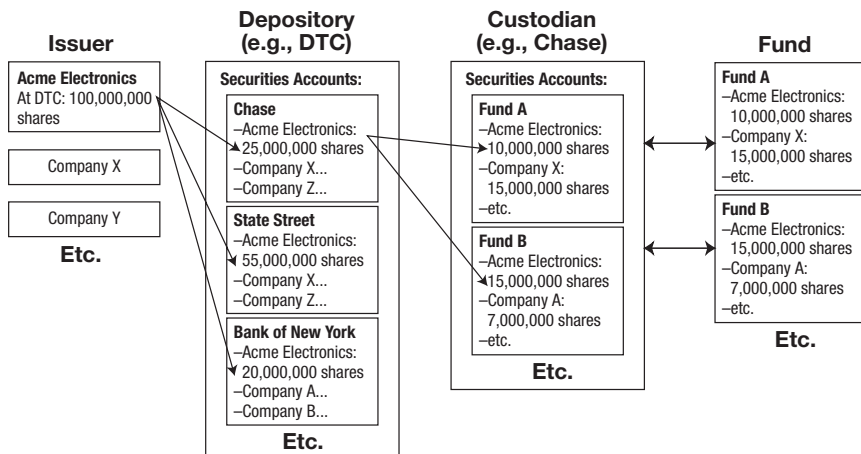 Issuer
Acme Electronics
At DTC: 100,000,000
shares
Company X
Company Y
Etc.
Depository
(e.g., DTC)
Securities Accounts:
Chase
–Acme Electronics:
25,000,000 shares
–Company X...
–Company Z...
State Street
–Acme Electronics:
55,000,000 shares
–Company X...
–Company Z...
Bank of New York
–Acme Electronics:
20,000,000 shares
–Company A...
–Company B...
Etc.
Custodian
(e.g., Chase)
Securities Accounts:
Fund A
–Acme Electronics:
10,000,000 shares
–Company X:
15,000,000 shares
–etc.
Fund B
–Acme Electronics:
15,000,000 shares
–Company A:
7,000,000 shares
–etc.
Etc.
Fund
Fund A
–Acme Electronics:
10,000,000 shares
–Company X:
15,000,000 shares
–etc.
Fund B
–Acme Electronics:
15,000,000 shares
–Company A:
7,000,000 shares
–etc.
Etc.